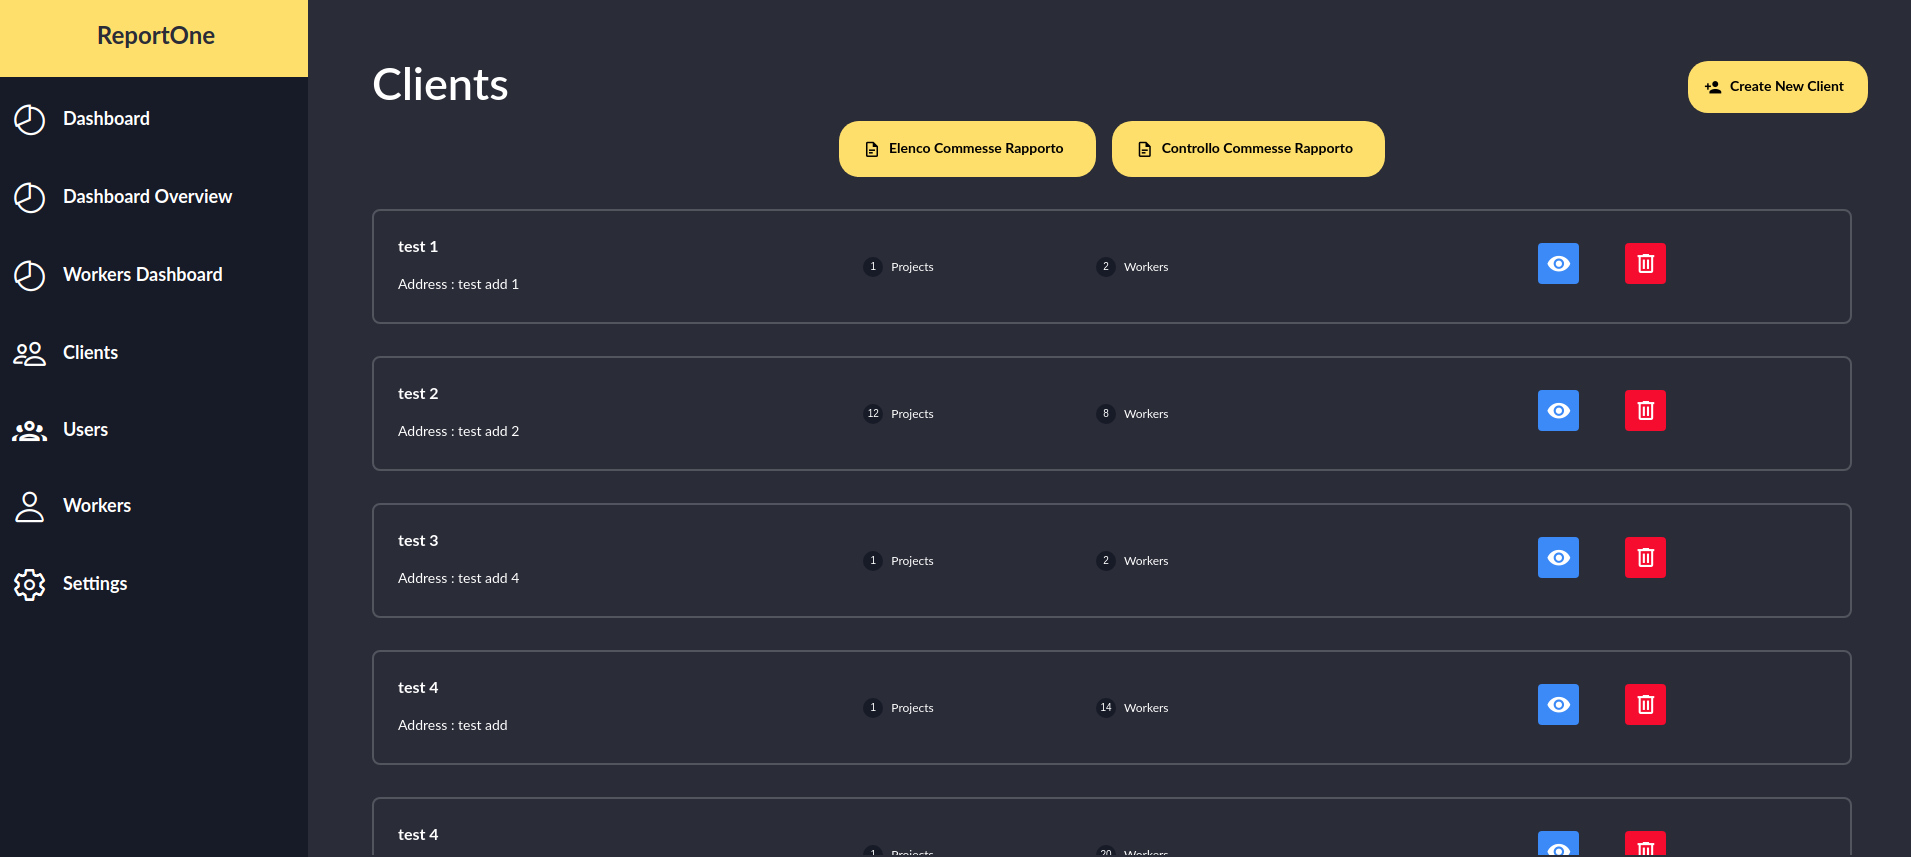 ReportOne
Dashboard
Dashboard Overview
Workers Dashboard
Clients
Users
Workers
Settings
Clients
Create New Client
Elenco Commesse Rapporto
Controllo Commesse Rapporto
test 1
Address : test add 1
1 Projects
2 Workers
test 2
Address : test add 2
12 Projects
8 Workers
test 3
Address : test add 4
1 Projects
2 Workers
test 4
Address : test add
1 Projects
14 Workers
test 4
1 Projects
20 Workers